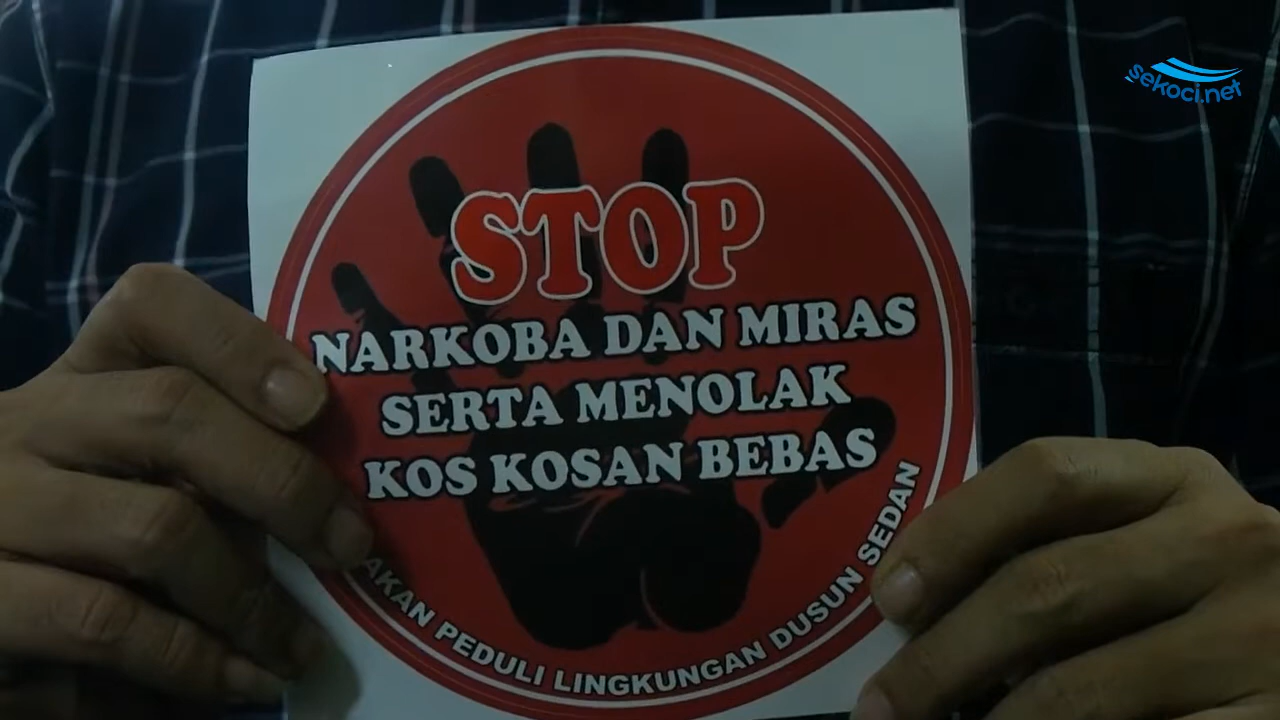 sekoci.net
STOP
NARKOBA DAN MIRAS
SERTA MENOLAK
KOS KOSAN BEBAS
PEDULI LINGKUNGAN DUSUN SEDAN